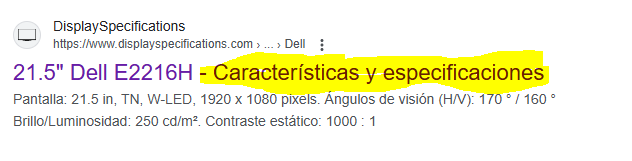 DisplaySpecifications
https://www.displayspecifications.com › ... › Dell
21.5" Dell E2216H - Características y especificaciones
Pantalla: 21.5 in, TN, W-LED, 1920 x 1080 pixels. Ángulos de visión (H/V): 170 ° / 160 °
Brillo/Luminosidad: 250 cd/m². Contraste estático: 1000 : 1